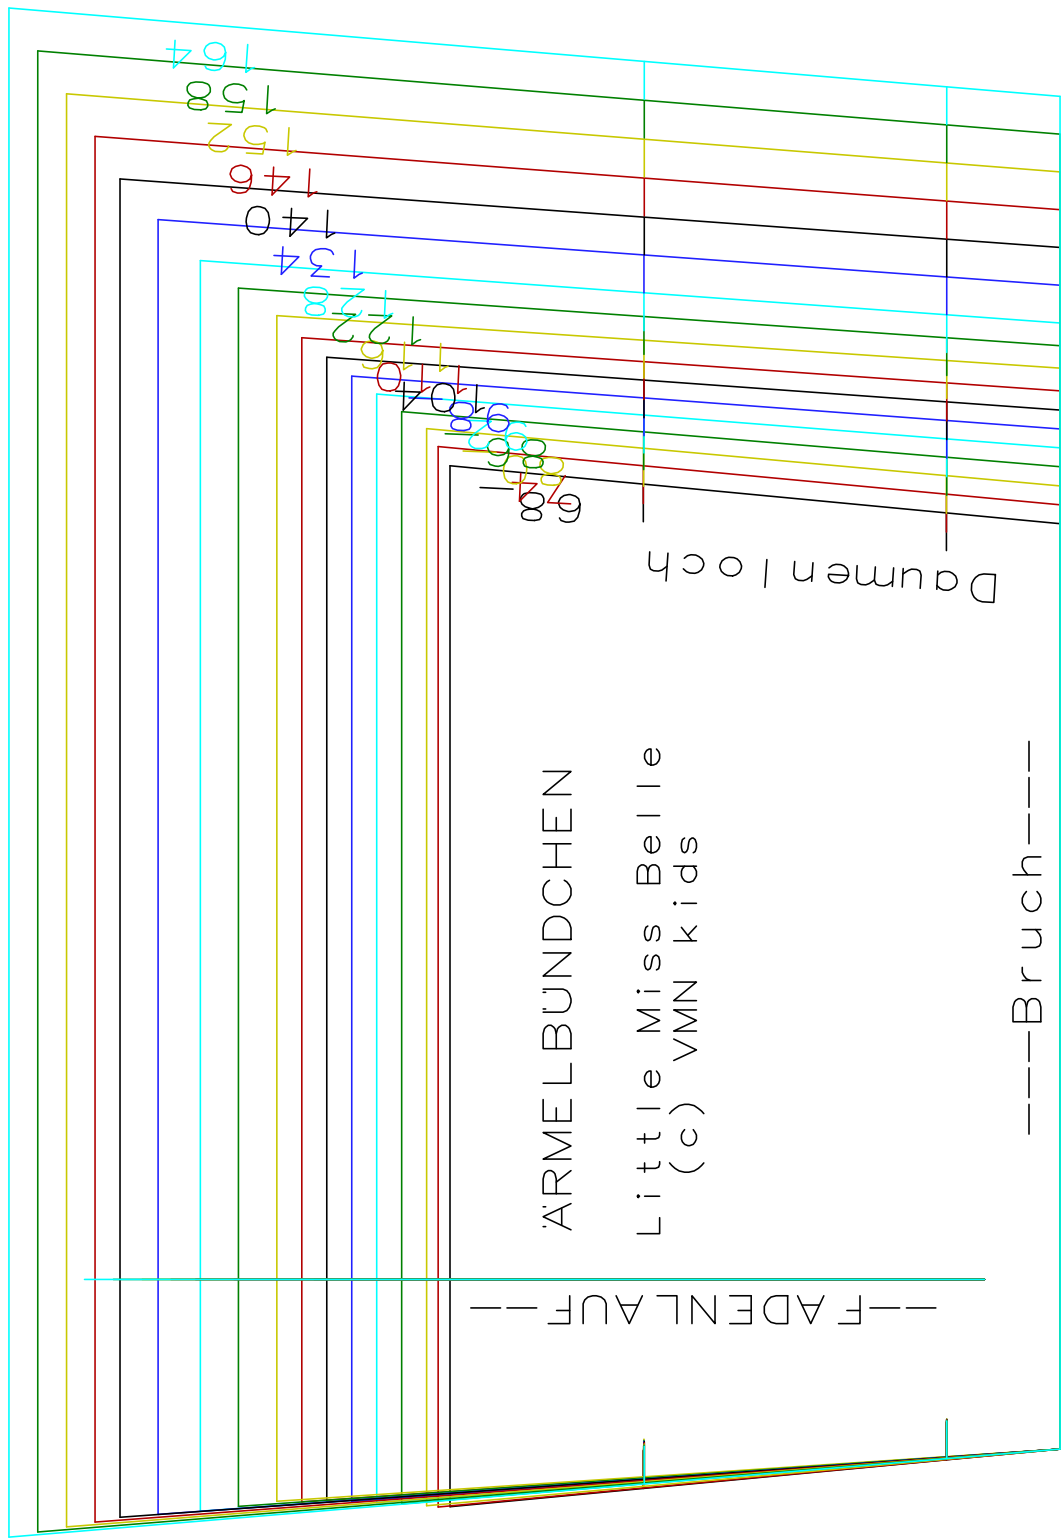 164
158
152
146
140
134
128
122
116
110
104
98
92
86
80
74
68
Daumenloch
ÄRMELBÜNDCHEN
Little Miss Belle
(c) VMN kids
----Bruch----
--FADENLAUF--